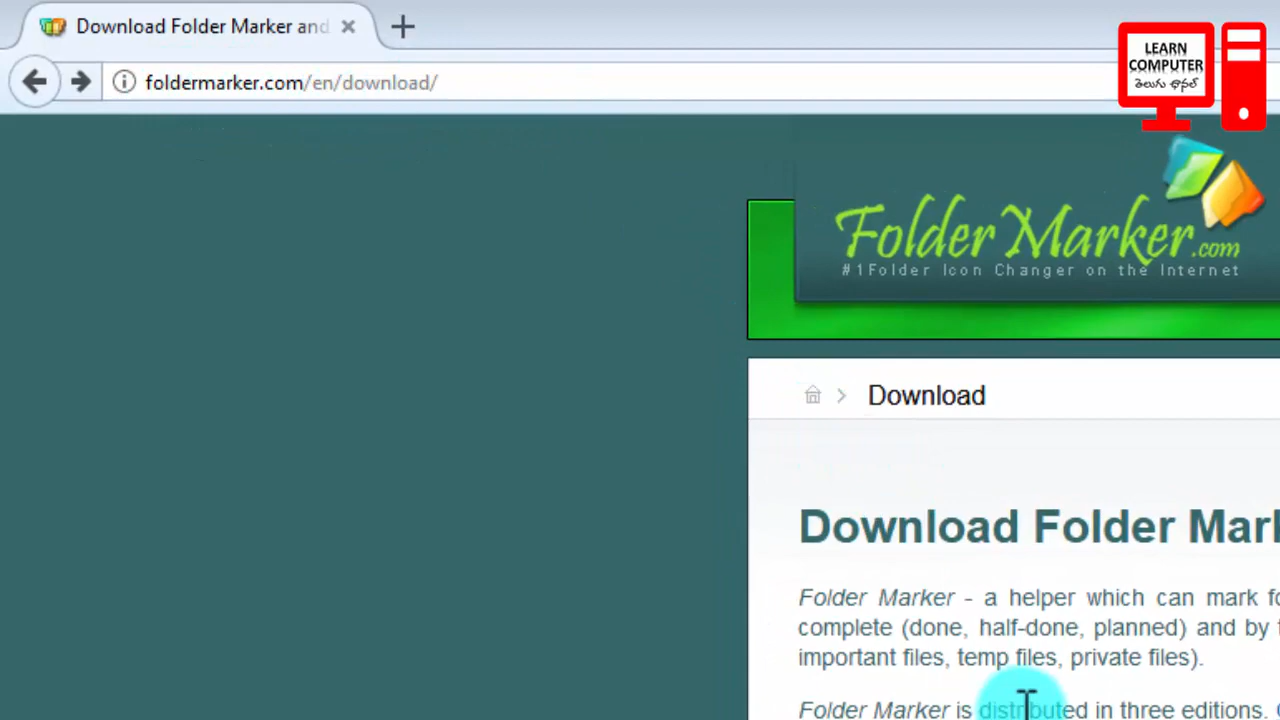 Download Folder Marker and
foldermarker.com/en/download/
LEARN
COMPUTER
తెలుగు ఛానల్
FolderMarker.com
#1Folder Icon Changer on the Internet
Download
Download Folder Mark
Folder Marker - a helper which can mark fo
complete (done, half-done, planned) and by
important files, temp files, private files).
Folder Marker is distributed in three editions.